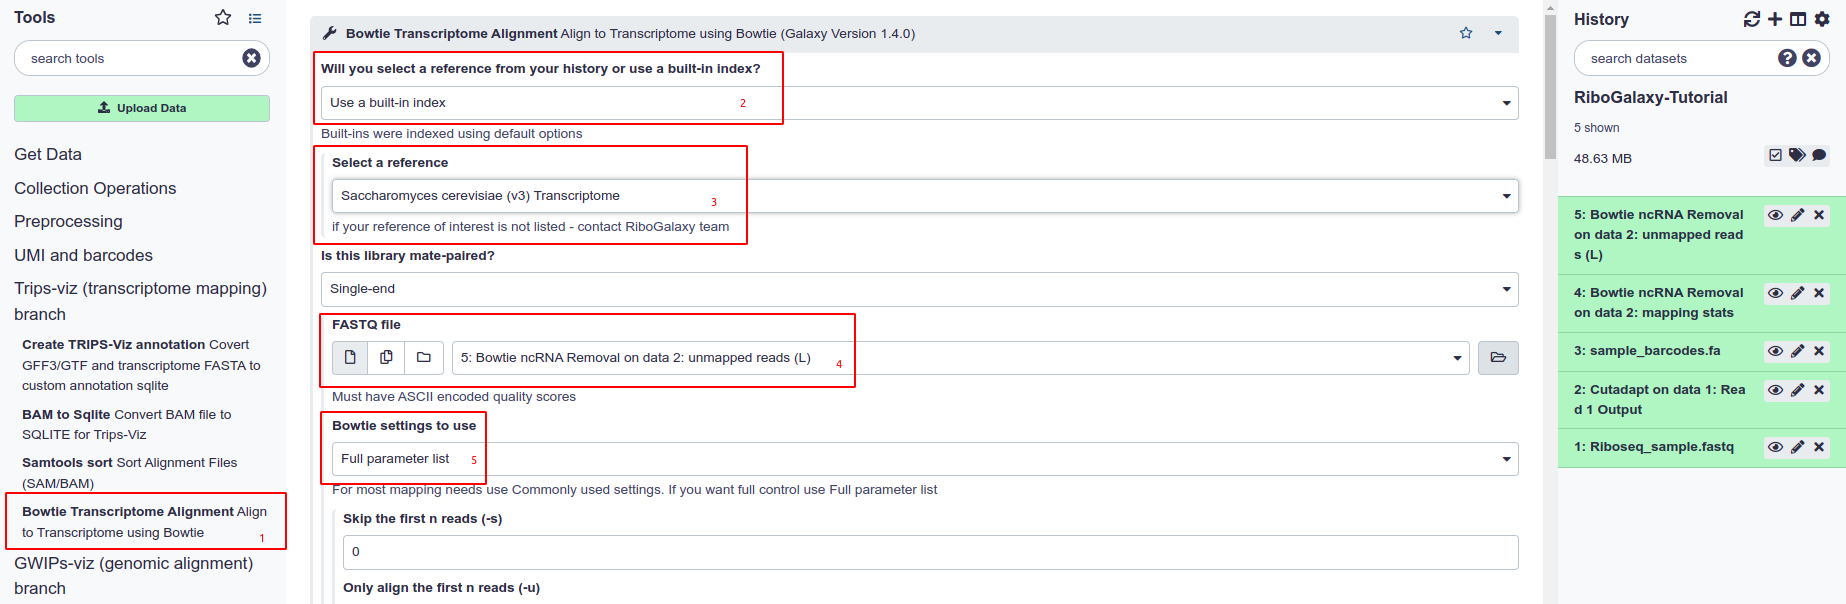 Tools
search tools
Upload Data
Get Data
Collection Operations
Preprocessing
UMI and barcodes
Trips-viz (transcriptome mapping)
branch
Create TRIPS-Viz annotation Covert
GFF3/GTF and transcriptome FASTA to
custom annotation sqlite
BAM to Sqlite Convert BAM file to
SQLITE for Trips-Viz
Samtools sort Sort Alignment Files
(SAM/BAM)
Bowtie Transcriptome Alignment Align
to Transcriptome using Bowtie
1
GWIPs-viz (genomic alignment)
branch
Bowtie Transcriptome Alignment Align to Transcriptome using Bowtie (Galaxy Version 1.4.0)
Will you select a reference from your history or use a built-in index?
Use a built-in index
2
Built-ins were indexed using default options
Select a reference
Saccharomyces cerevisiae (v3) Transcriptome
3
if your reference of interest is not listed - contact RiboGalaxy team
Is this library mate-paired?
Single-end
FASTQ file
5: Bowtie ncRNA Removal on data 2: unmapped reads (L)
4
Must have ASCII encoded quality scores
Bowtie settings to use
Full parameter list
5
For most mapping needs use Commonly used settings. If you want full control use Full parameter list
Skip the first n reads (-s)
0
Only align the first n reads (-u)
History
search datasets
RiboGalaxy-Tutorial
5 shown
48.63 MB
5: Bowtie ncRNA Removal
on data 2: unmapped read
s (L)
4: Bowtie ncRNA Removal
on data 2: mapping stats
3: sample_barcodes.fa
2: Cutadapt on data 1: Rea
d 1 Output
1: RIboseq_sample.fastq